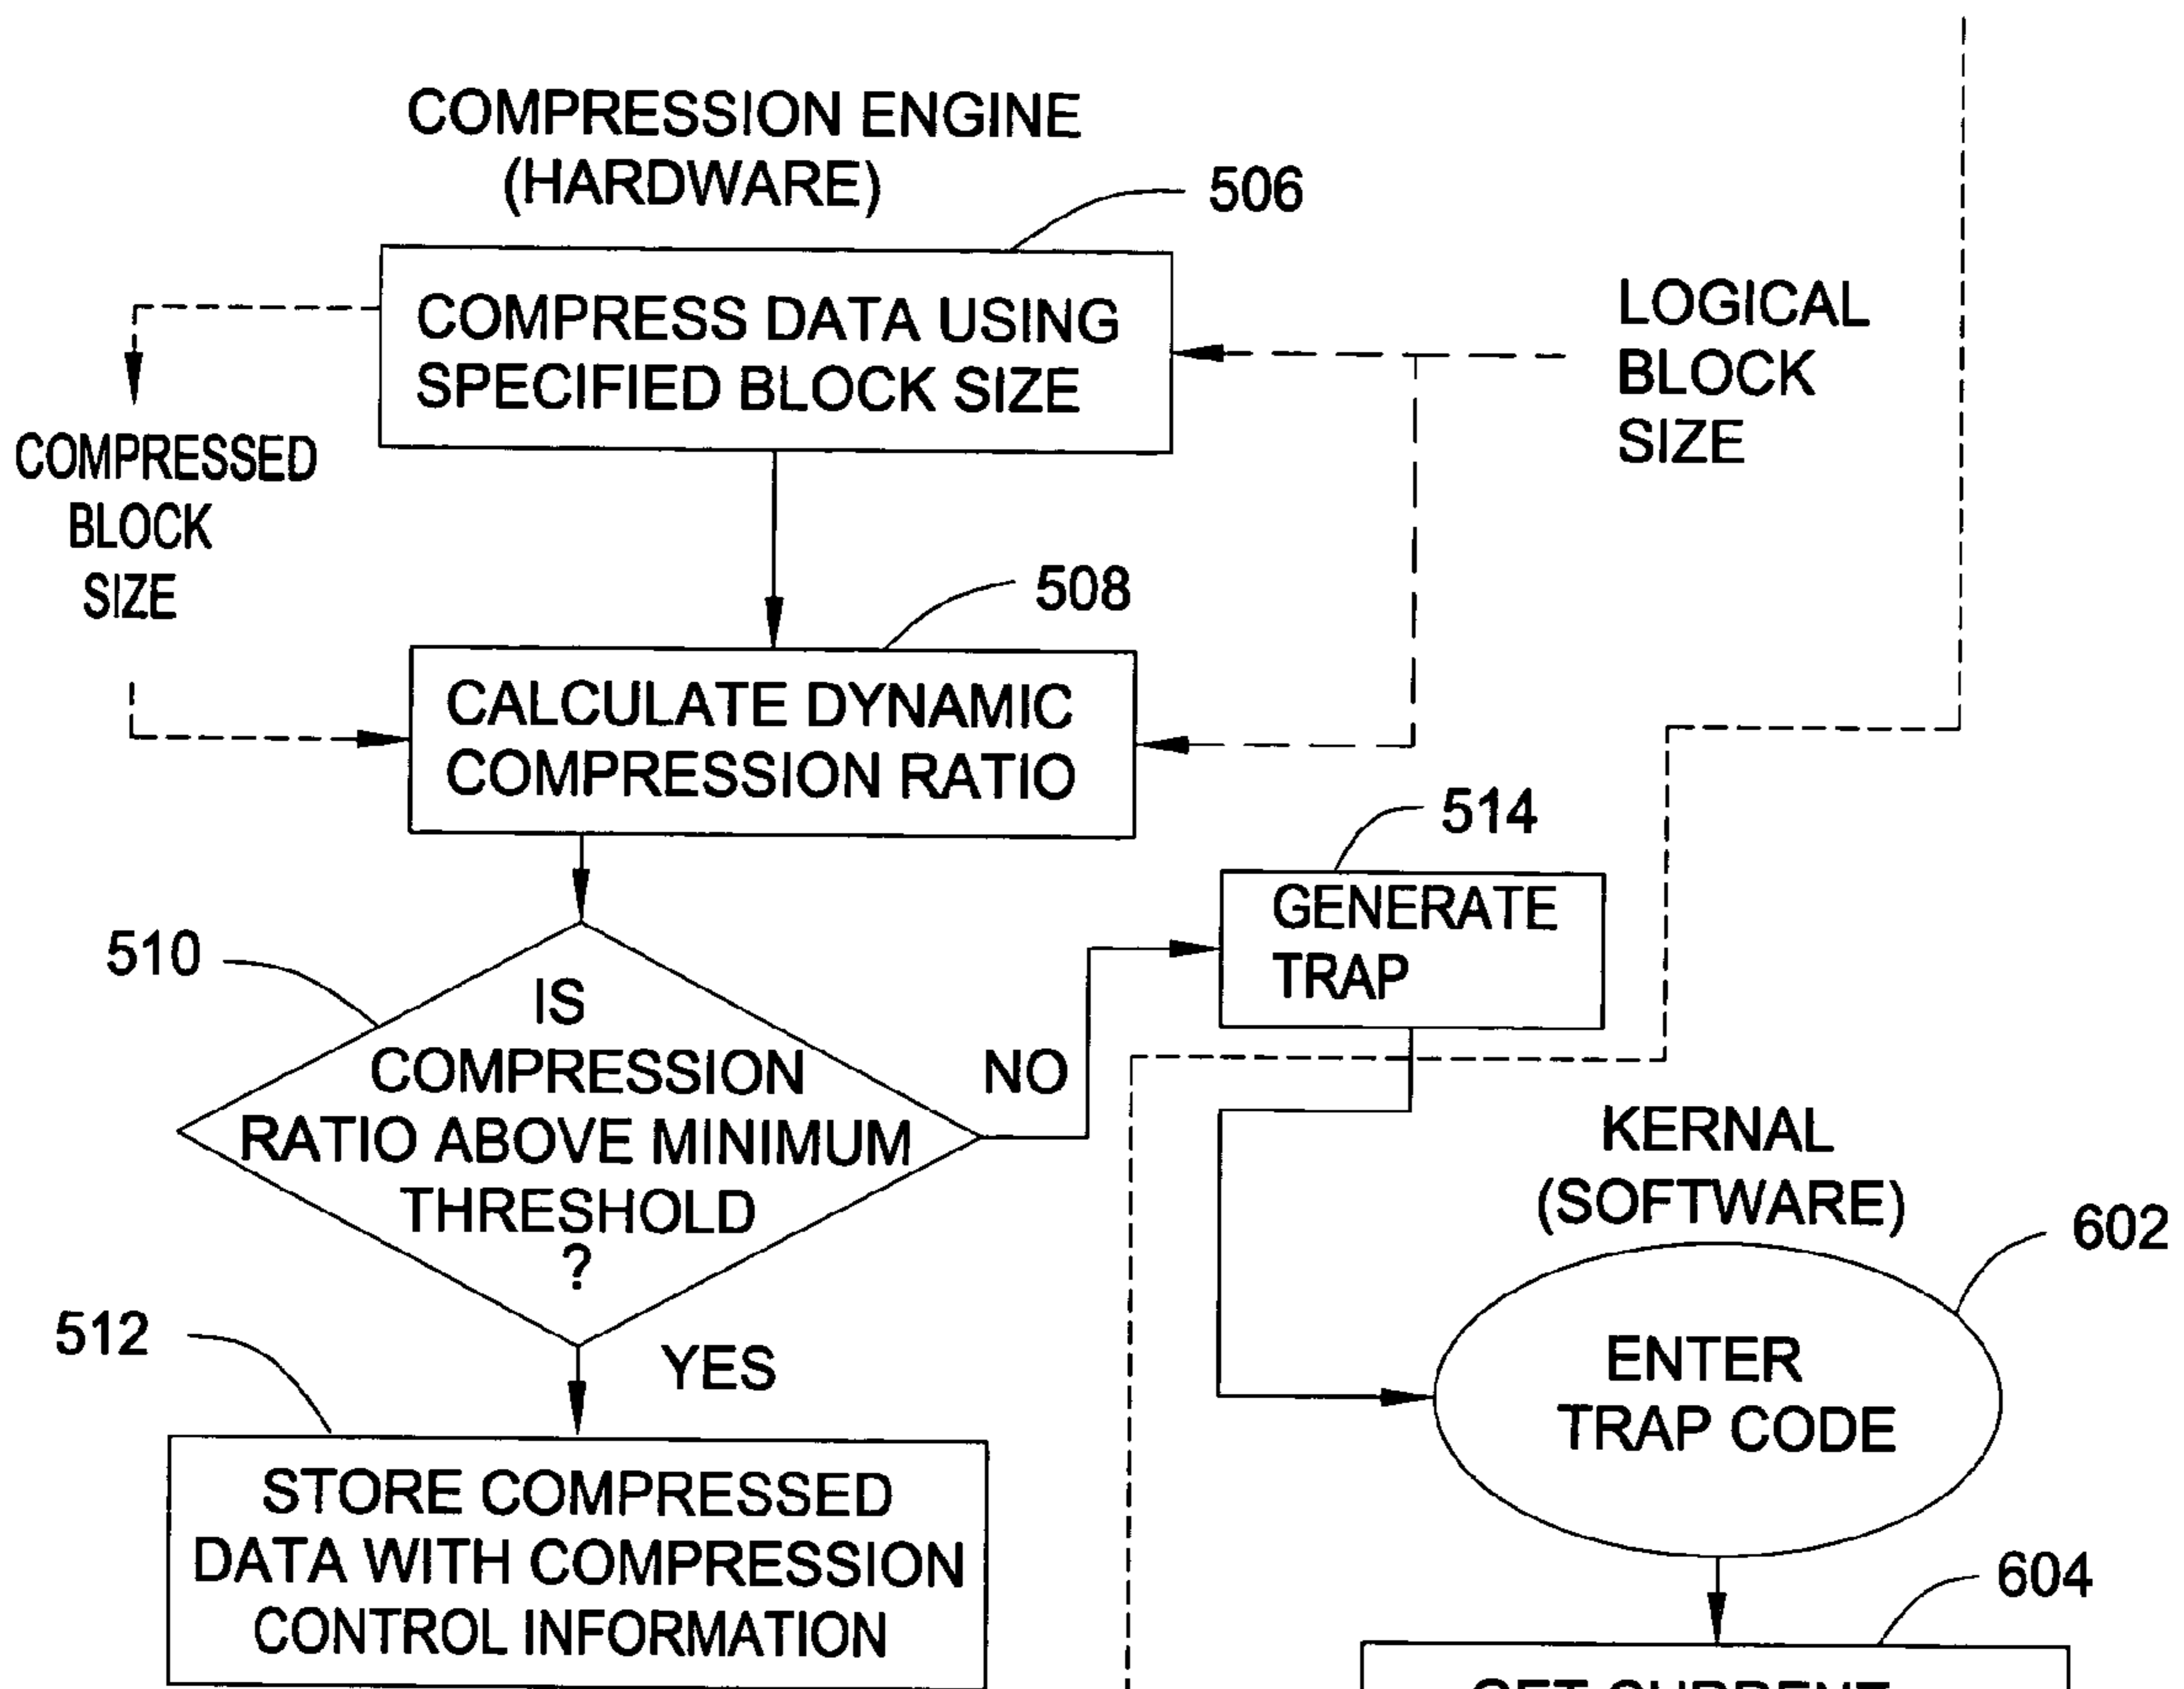 COMPRESSION ENGINE
(HARDWARE)
506
COMPRESS DATA USING
SPECIFIED BLOCK SIZE
LOGICAL
BLOCK
SIZE
COMPRESSED
BLOCK
SIZE
508
CALCULATE DYNAMIC
COMPRESSION RATIO
514
GENERATE
TRAP
510
IS
COMPRESSION
RATIO ABOVE MINIMUM
THRESHOLD
?
NO
KERNAL
(SOFTWARE)
602
ENTER
TRAP CODE
512
YES
STORE COMPRESSED
DATA WITH COMPRESSION
CONTROL INFORMATION
604
GET CURRENT